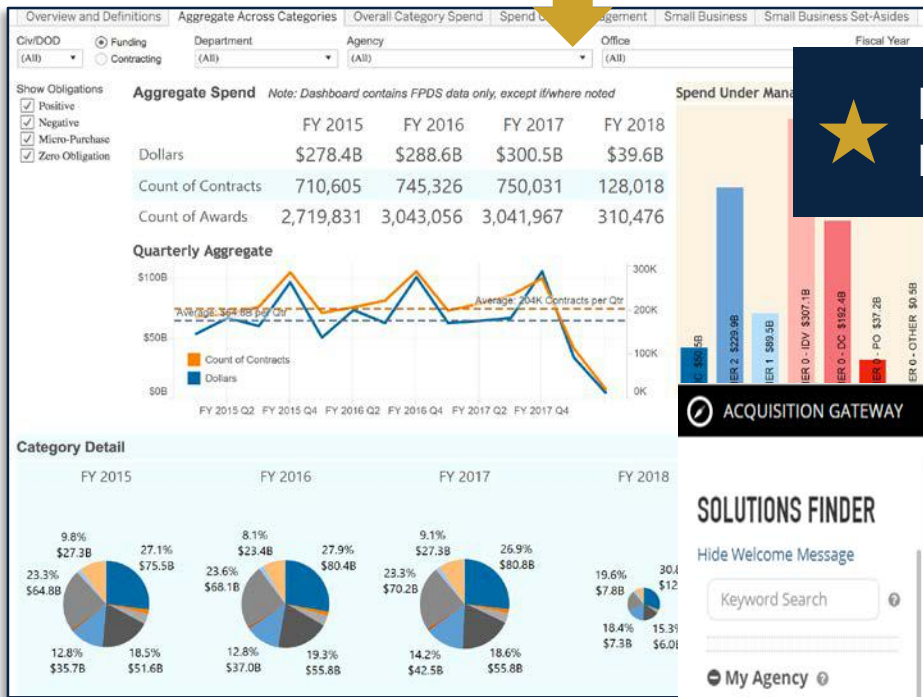 Overview and Definitions Aggregate Across Categories Overall Category Spend Spend Small Business Small Business Set-Asides
Civ/DOD Funding Department Agency Office Fiscal Year
(All) Contracting (All) (All) (All)
Show Obligations
Positive
Negative
Micro-Purchase
Zero Obligation
Aggregate Spend Note: Dashboard contains FPDS data only, except if/where noted
FY 2015 FY 2016 FY 2017 FY 2018
Dollars $278.4B $288.6B $300.5B $39.6B
Count of Contracts 710,605 745,326 750,031 128,018
Count of Awards 2,719,831 3,043,056 3,041,967 310,476
Quarterly Aggregate
$100B 300K
Average: 204K Contracts per Qtr
200K
Average: $64.8B per Qtr
$50B
100K
Count of Contracts
Dollars
$0B 0K
FY 2015 Q2 FY 2015 Q4 FY 2016 Q2 FY 2016 Q4 FY 2017 Q2 FY 2017 Q4
Spend Under
$229.9B
$89.5B
$307.1B
$192.4B
$37.2B
$0.5B
ACQUISITION GATEWAY
Category Detail
FY 2015 FY 2016 FY 2017 FY 2018
9.8%
$27.3B
27.1%
$75.5B
23.3%
$64.8B
12.8%
$35.7B
18.5%
$51.6B
8.1%
$23.4B
27.9%
$80.4B
23.6%
$68.1B
12.8%
$37.0B
19.3%
$55.8B
9.1%
$27.3B
26.9%
$80.8B
23.3%
$70.2B
14.2%
$42.5B
18.6%
$55.8B
19.6%
$7.8B
18.4%
$7.3B
SOLUTIONS FINDER
Hide Welcome Message
Keyword Search
My Agency